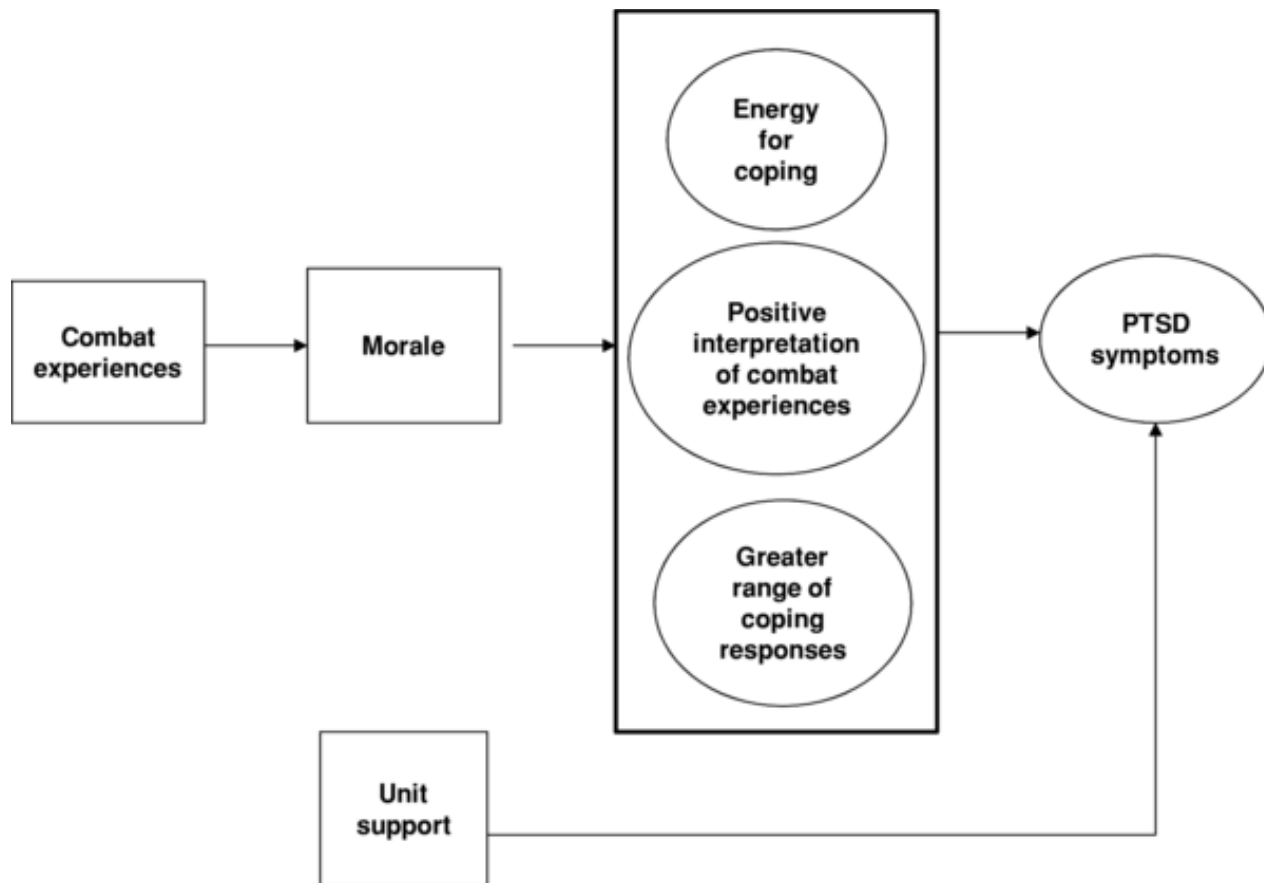 Energy
for
coping
Combat
experiences
Morale
Positive
interpretation
of combat
experiences
PTSD
symptoms
Greater
range of
coping
responses
Unit
support